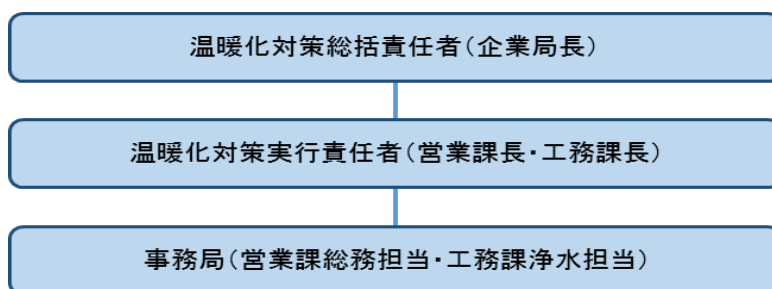 温暖化対策総括責任者（企業局長）
温暖化対策実行責任者（営業課長・工務課長）
事務局（営業課総務担当・工務課浄水担当）